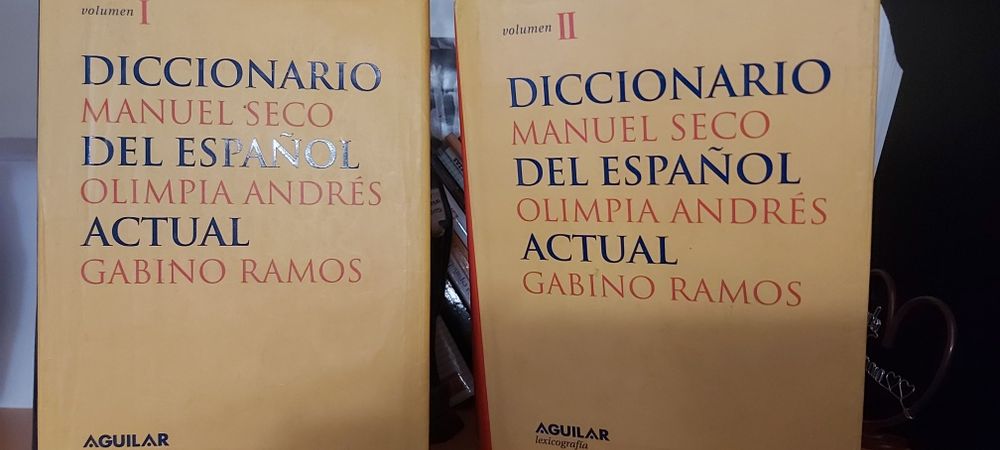 volumen I
DICCIONARIO
MANUEL SECO
DEL ESPAÑOL
OLIMPIA ANDRÉS
ACTUAL
GABINO RAMOS
AGUILAR
volumen II
DICCIONARIO
MANUEL SECO
DEL ESPAÑOL
OLIMPIA ANDRÉS
ACTUAL
GABINO RAMOS
AGUILAR
lexicografía